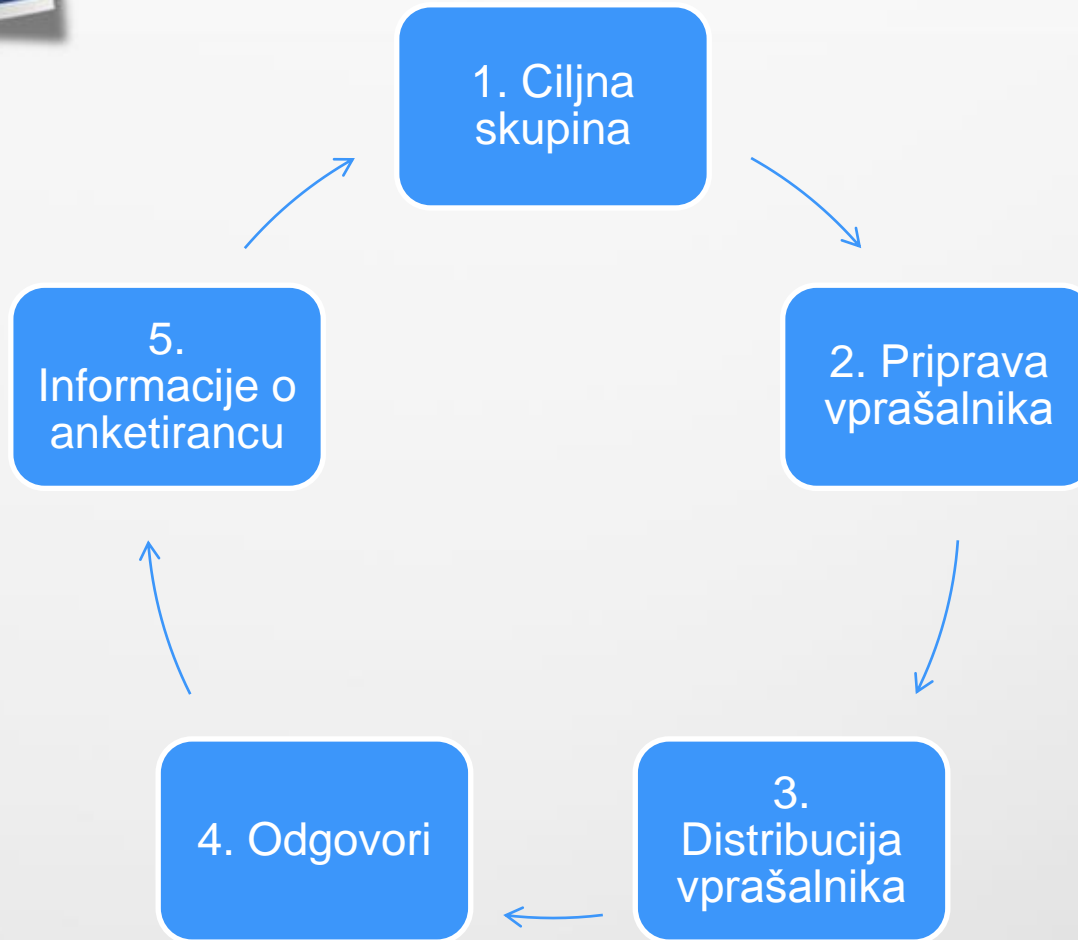 1. Ciljna
skupina
2. Priprava
vprašalnika
3.
Distribucija
vprašalnika
4. Odgovori
5.
Informacije o
anketirancu